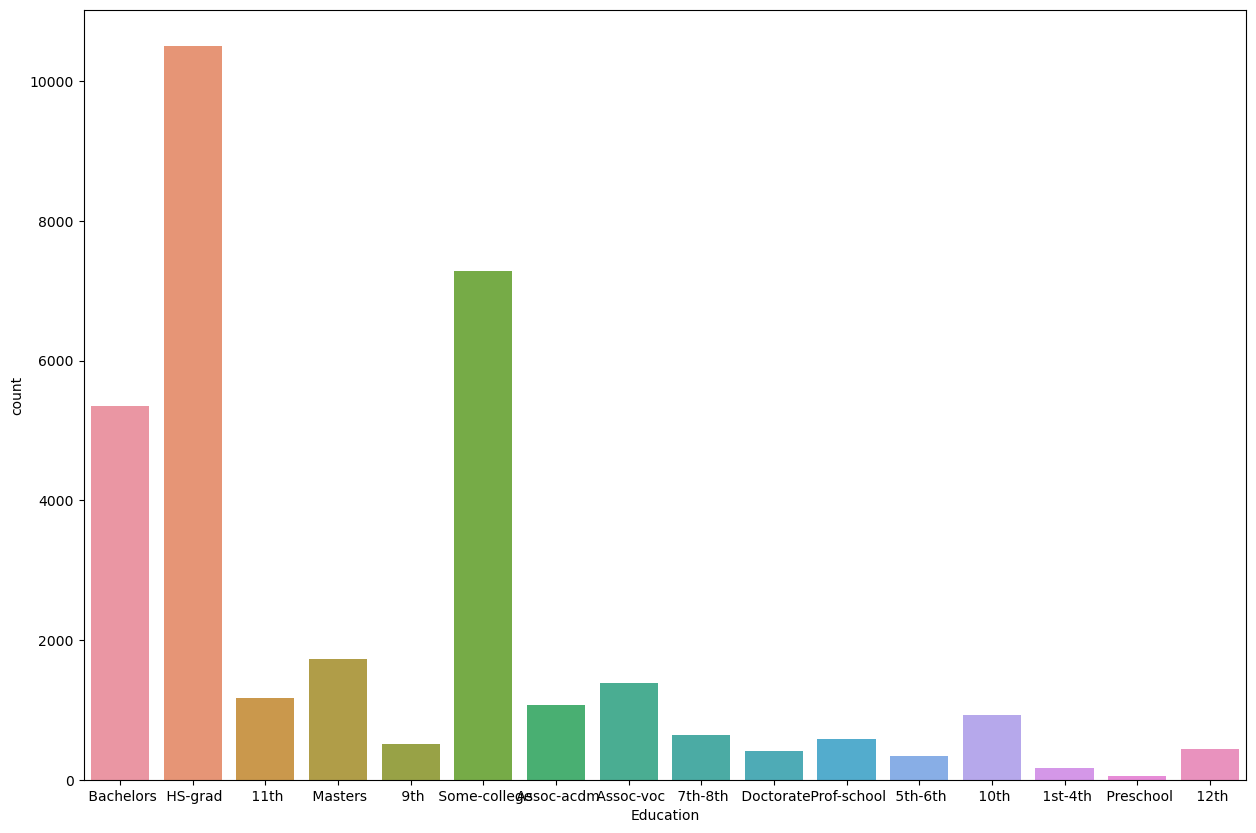 10000
8000
6000
4000
2000
0
count
Bachelors HS-grad 11th Masters 9th Some-college Assoc-acdm Assoc-voc 7th-8th Doctorate Prof-school 5th-6th 10th 1st-4th Preschool 12th
Education